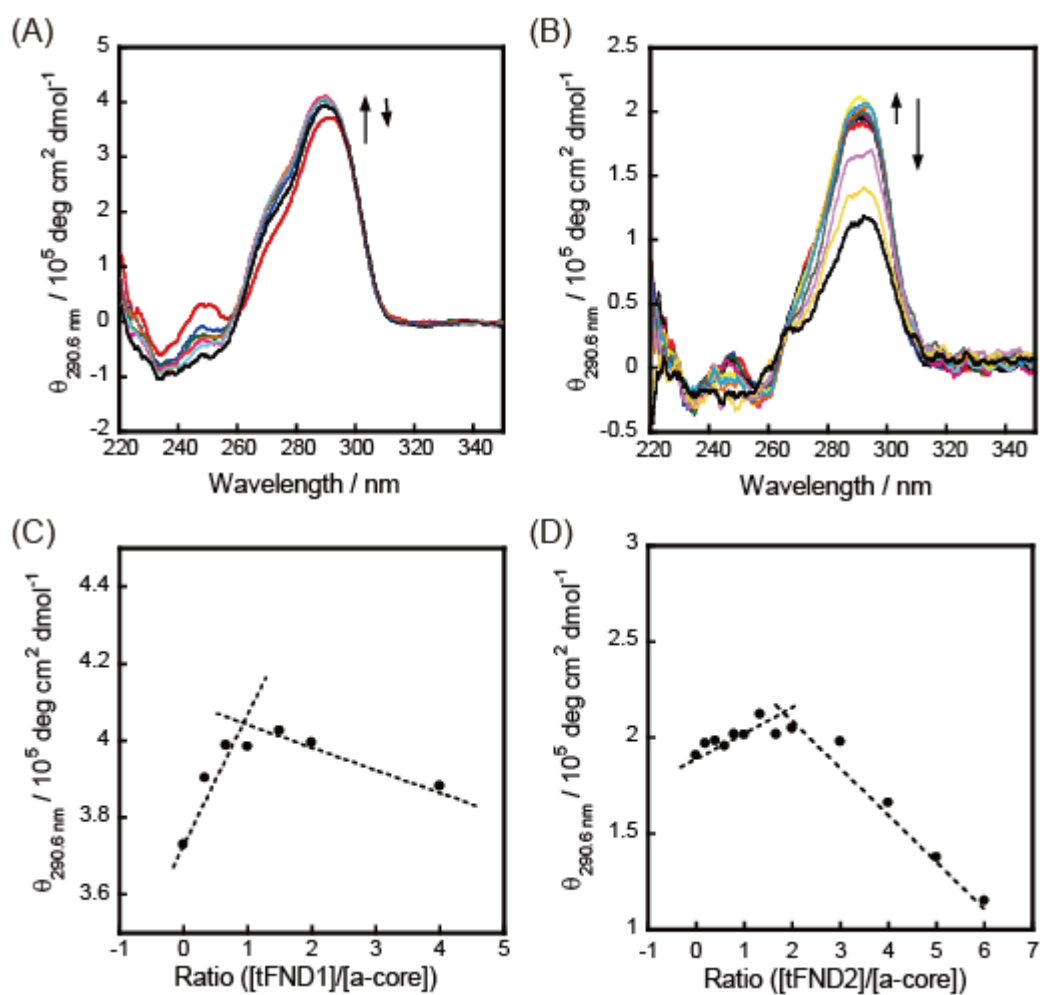 (A)
5
4
3
2
1
0
-1
-2
220 240 260 280 300 320 340
θ290.6 nm / 10⁵ deg cm² dmol⁻¹
Wavelength / nm
(B)
2.5
2
1.5
1
0.5
0
-0.5
220 240 260 280 300 320 340
θ290.6 nm / 10⁵ deg cm² dmol⁻¹
Wavelength / nm
(C)
4.4
4.2
4
3.8
3.6
-1 0 1 2 3 4 5
θ290.6 nm / 10⁵ deg cm² dmol⁻¹
Ratio ([tFND1]/[a-core])
(D)
3
2.5
2
1.5
1
-1 0 1 2 3 4 5 6 7
θ290.6 nm / 10⁵ deg cm² dmol⁻¹
Ratio ([tFND2]/[a-core])